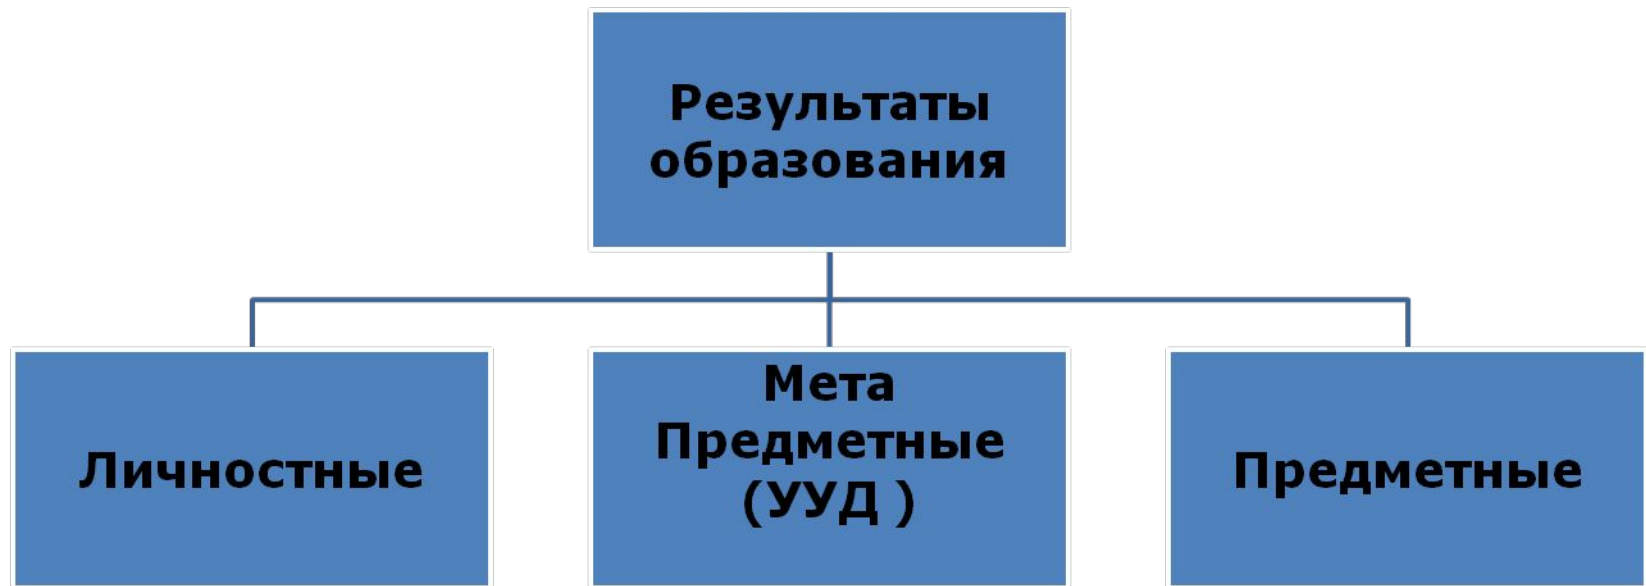 Результаты
образования
Личностные
Мета
Предметные
(УУД )
Предметные